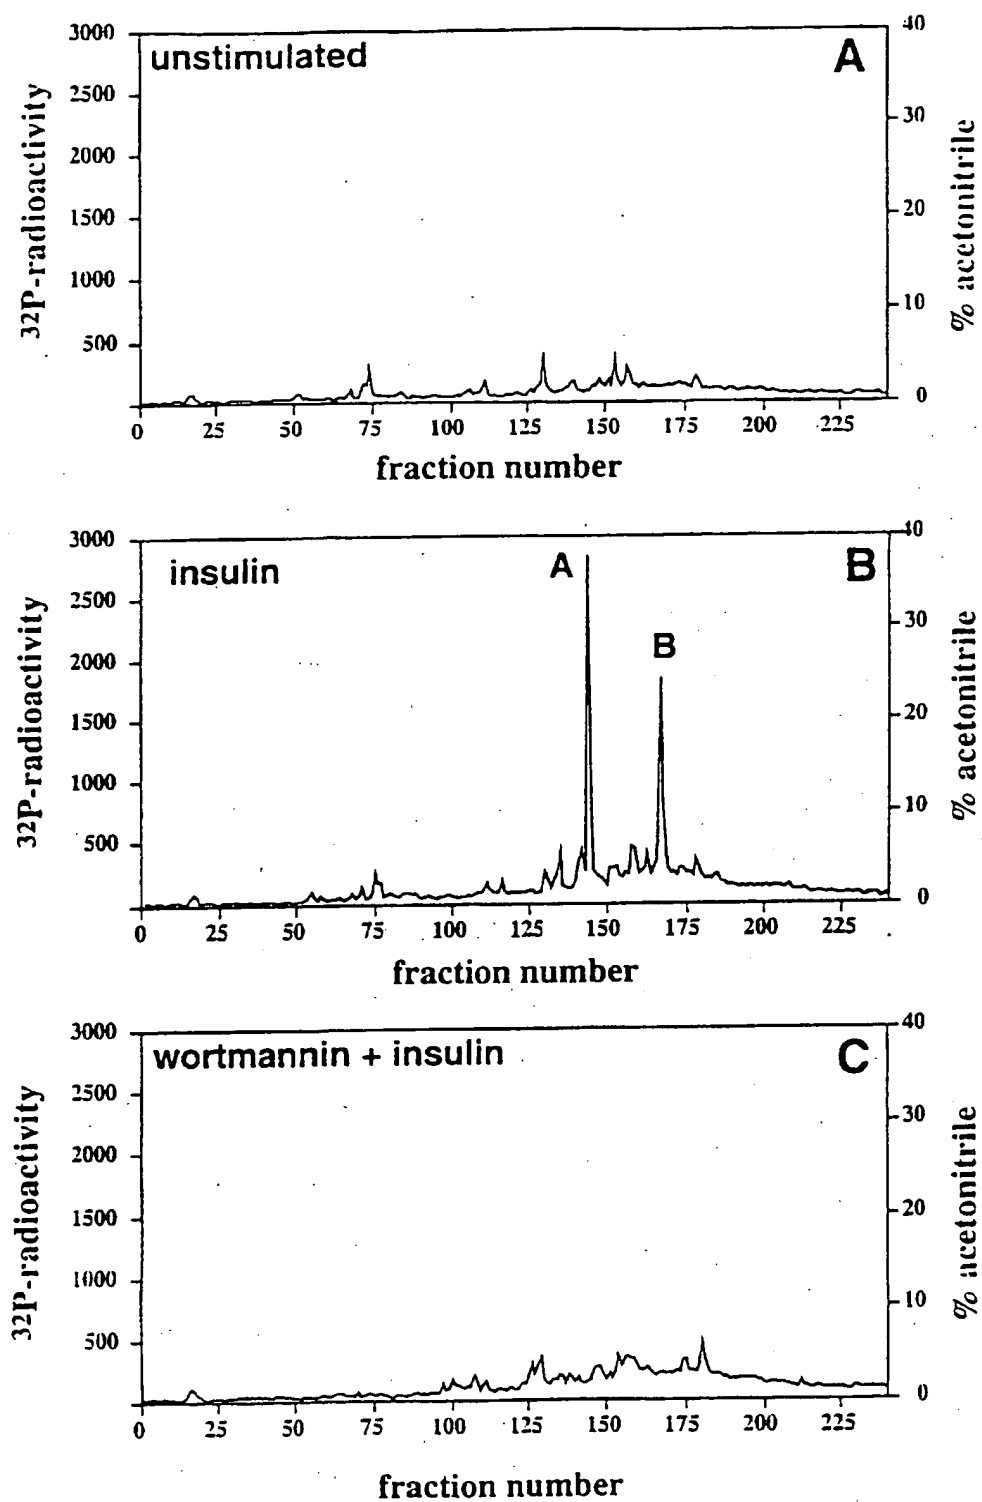 unstimulated A
3000
2500
2000
1500
1000
500
32P-radioactivity
40
30
20
10
0
% acetonitrile
0 25 50 75 100 125 150 175 200 225
fraction number
insulin A B B
3000
2500
2000
1500
1000
500
32P-radioactivity
40
30
20
10
0
% acetonitrile
0 25 50 75 100 125 150 175 200 225
fraction number
wortmannin + insulin C
3000
2500
2000
1500
1000
500
32P-radioactivity
40
30
20
10
0
% acetonitrile
0 25 50 75 100 125 150 175 200 225
fraction number